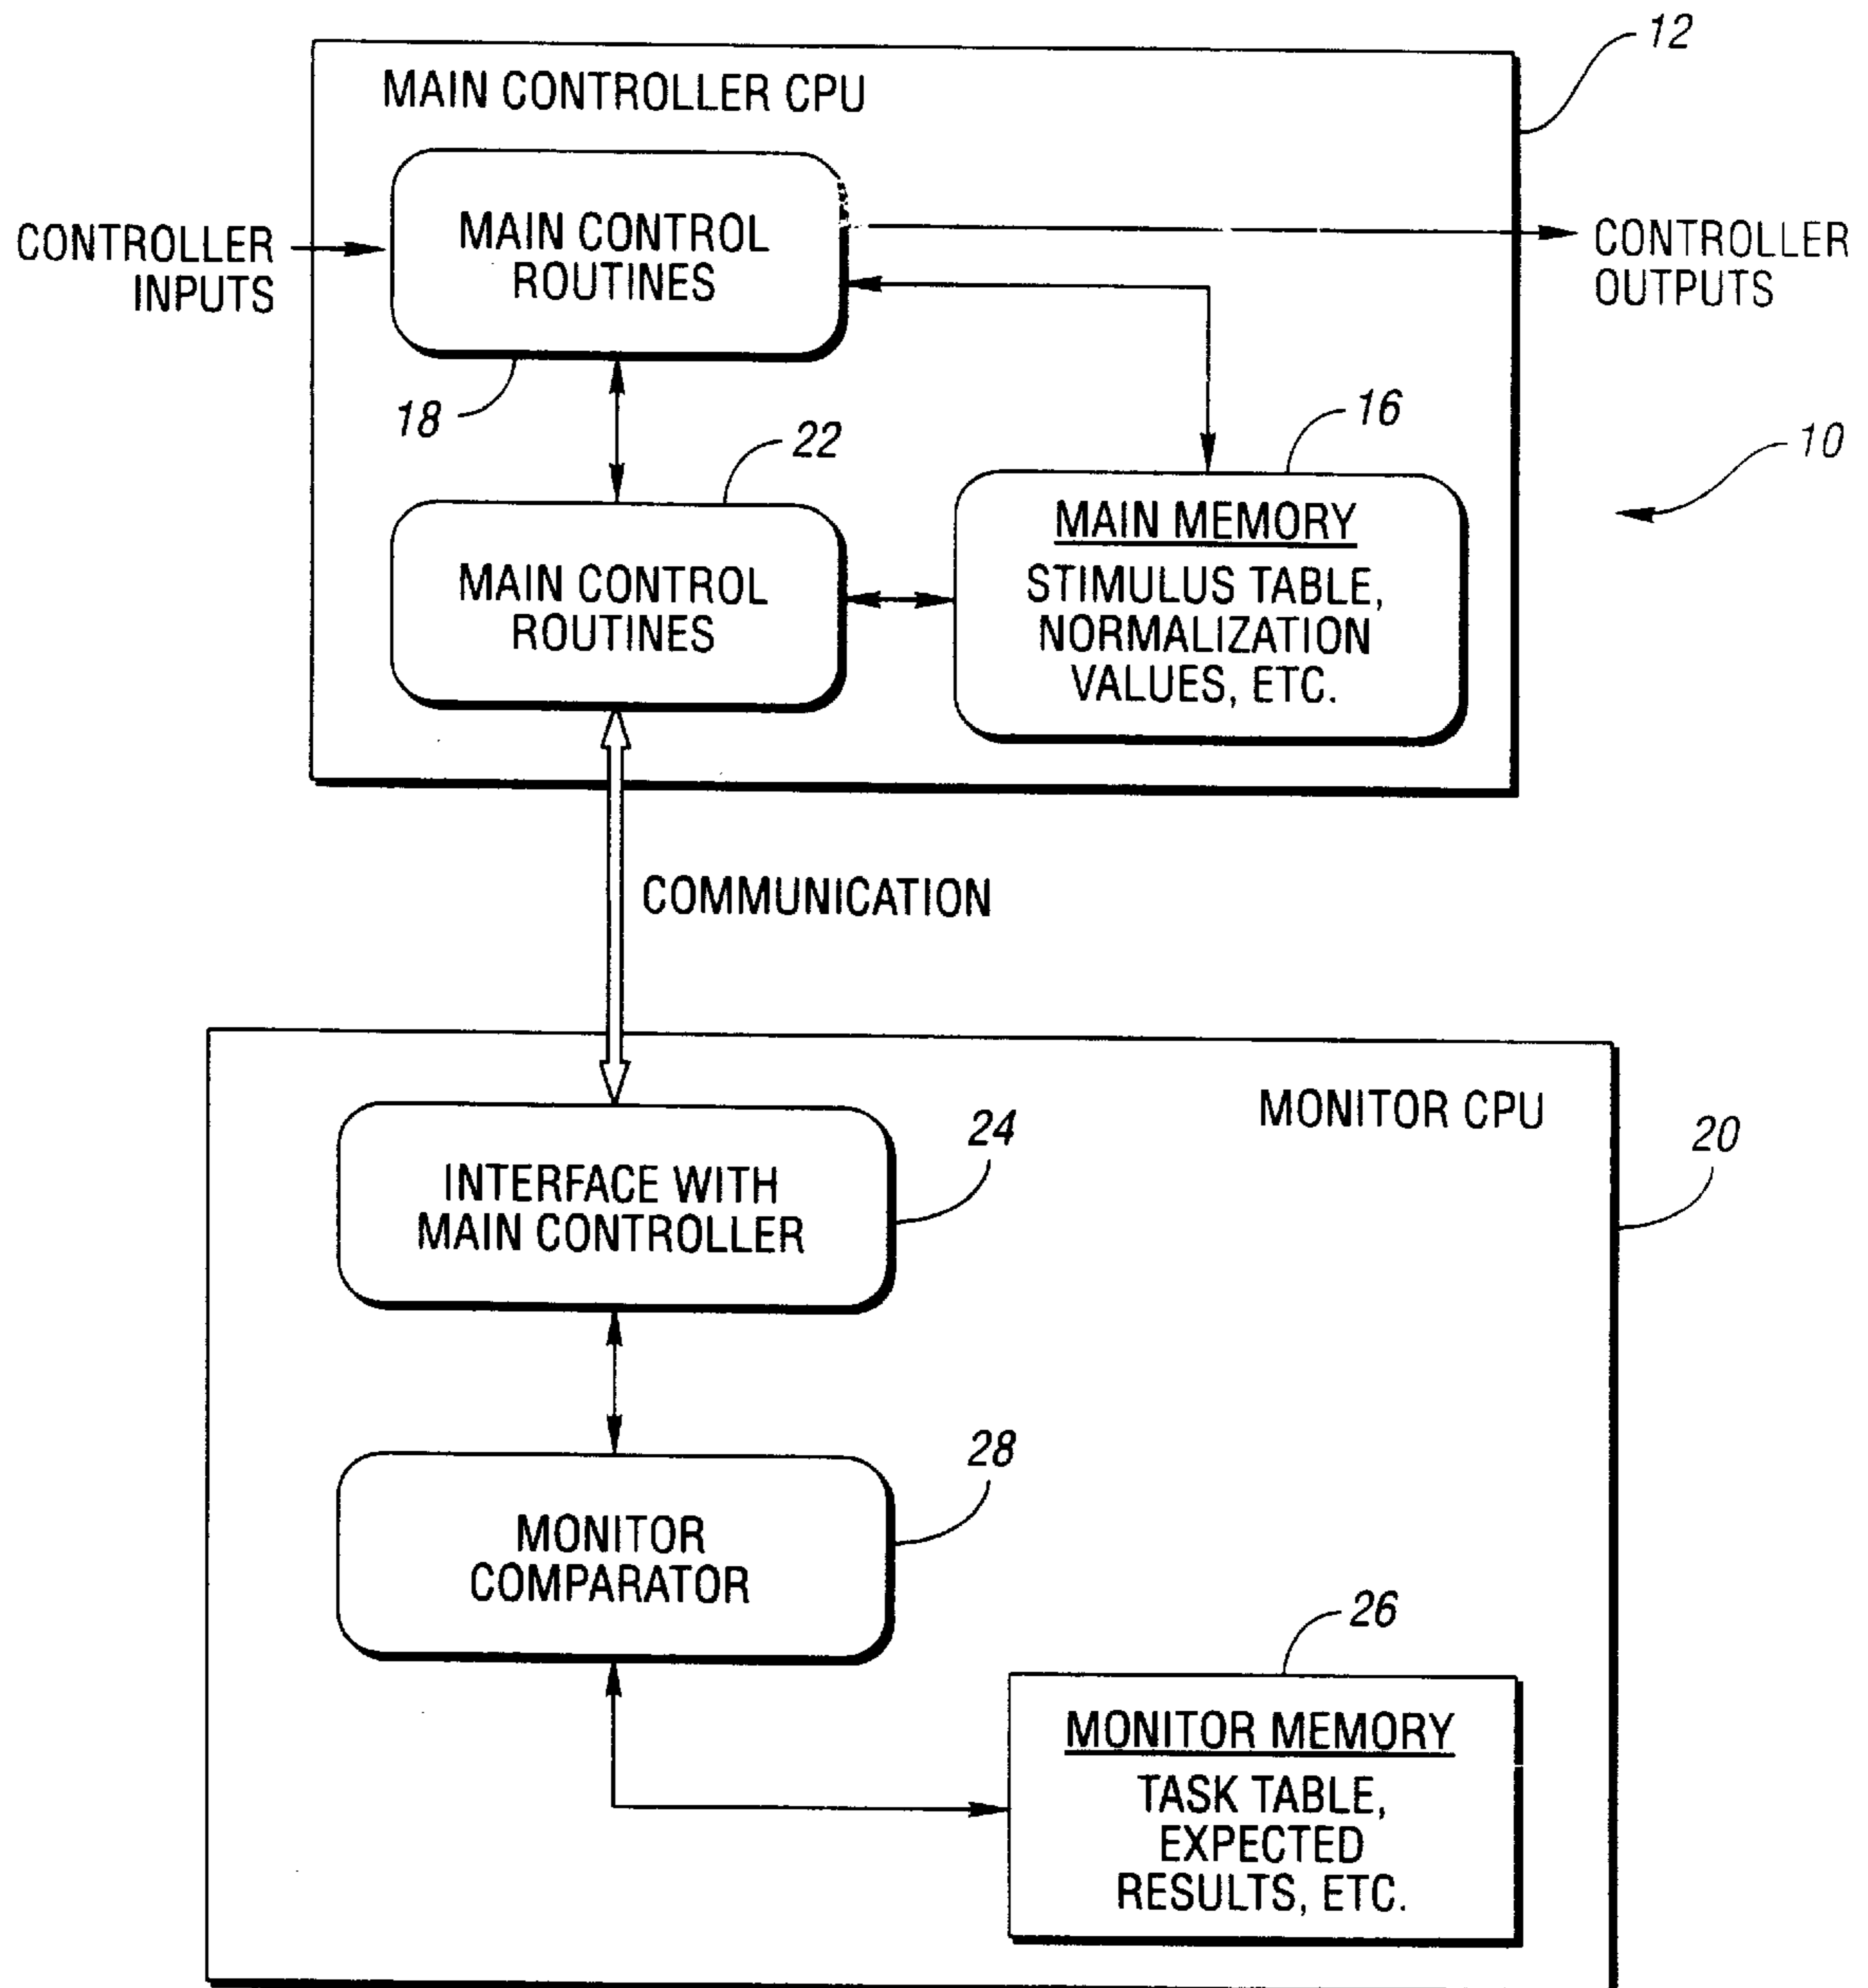 12
MAIN CONTROLLER CPU
CONTROLLER
INPUTS
MAIN CONTROL
ROUTINES
CONTROLLER
OUTPUTS
18
22
16
10
MAIN CONTROL
ROUTINES
MAIN MEMORY
STIMULUS TABLE,
NORMALIZATION
VALUES, ETC.
COMMUNICATION
MONITOR CPU
24
20
INTERFACE WITH
MAIN CONTROLLER
28
MONITOR
COMPARATOR
26
MONITOR MEMORY
TASK TABLE,
EXPECTED
RESULTS, ETC.